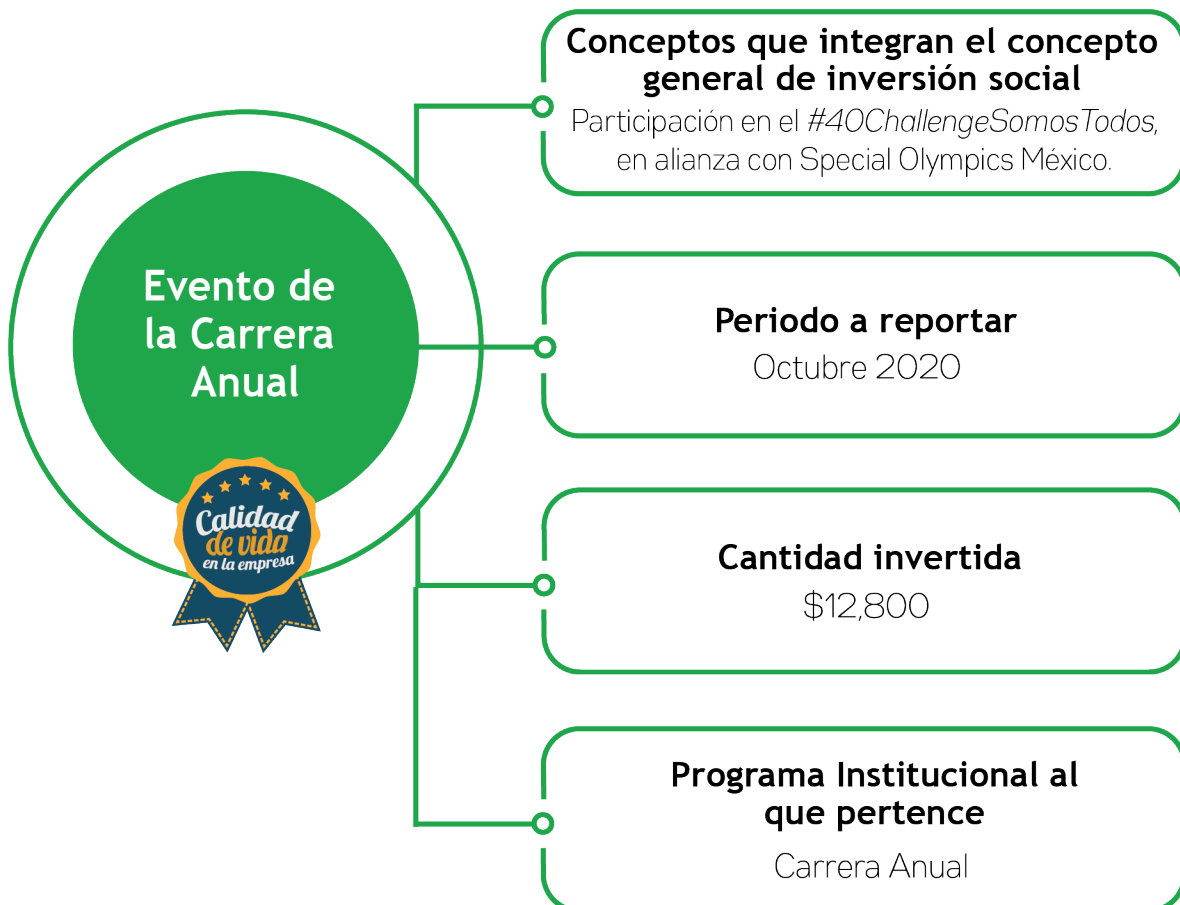 Conceptos que integran el concepto
general de inversión social
Participación en el #40ChallengeSomosTodos,
en alianza con Special Olympics México.
Evento de
la Carrera
Anual
Calidad
de vida
en la empresa
Periodo a reportar
Octubre 2020
Cantidad invertida
$12,800
Programa Institucional al
que pertence
Carrera Anual